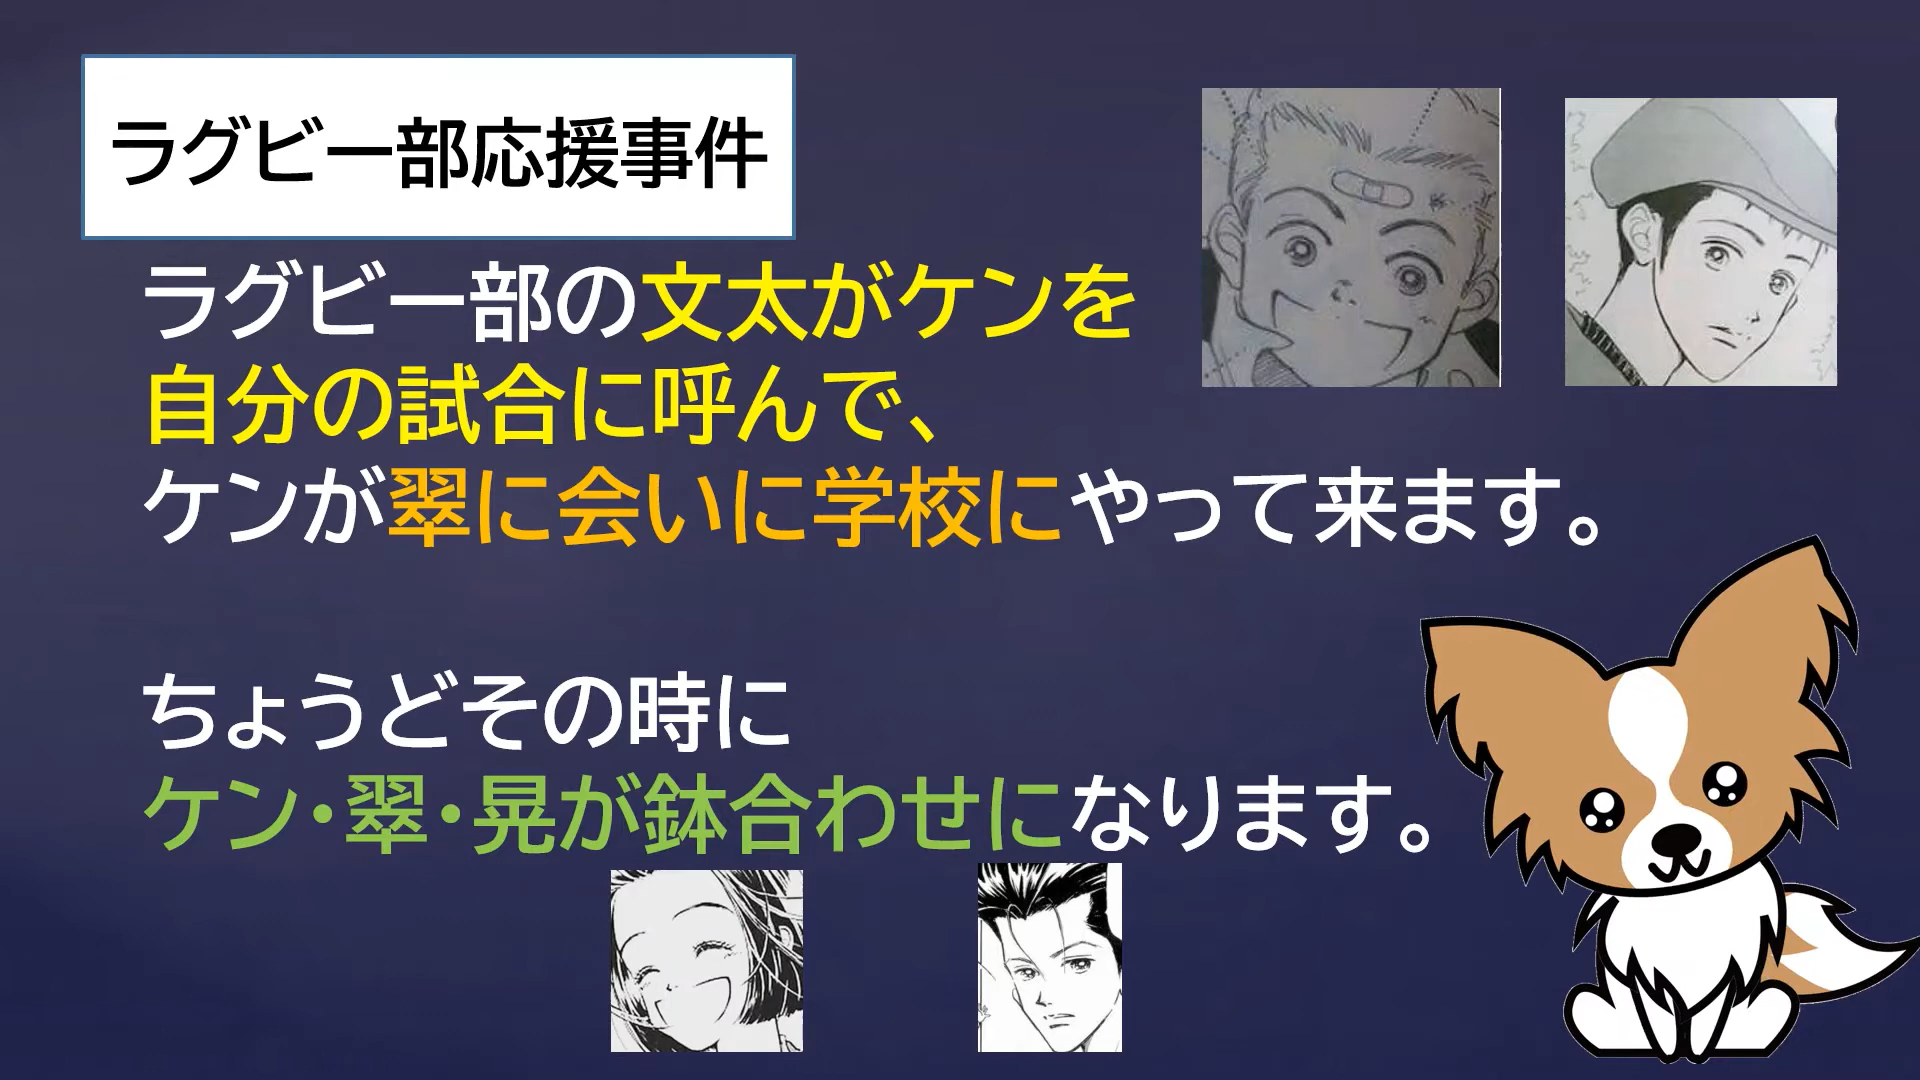 ラグビー部応援事件
ラグビー部の文太がケンを
自分の試合に呼んで、
ケンが翠に会いに学校にやって来ます。
ちょうどその時に
ケン・翠・晃が鉢合わせになります。